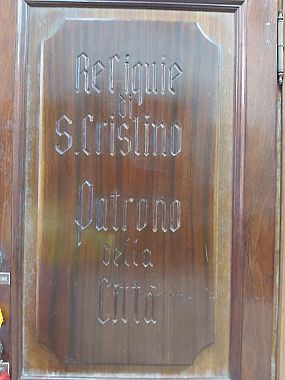 Reliquie
di
S. Cristino
Patrono
della
Città